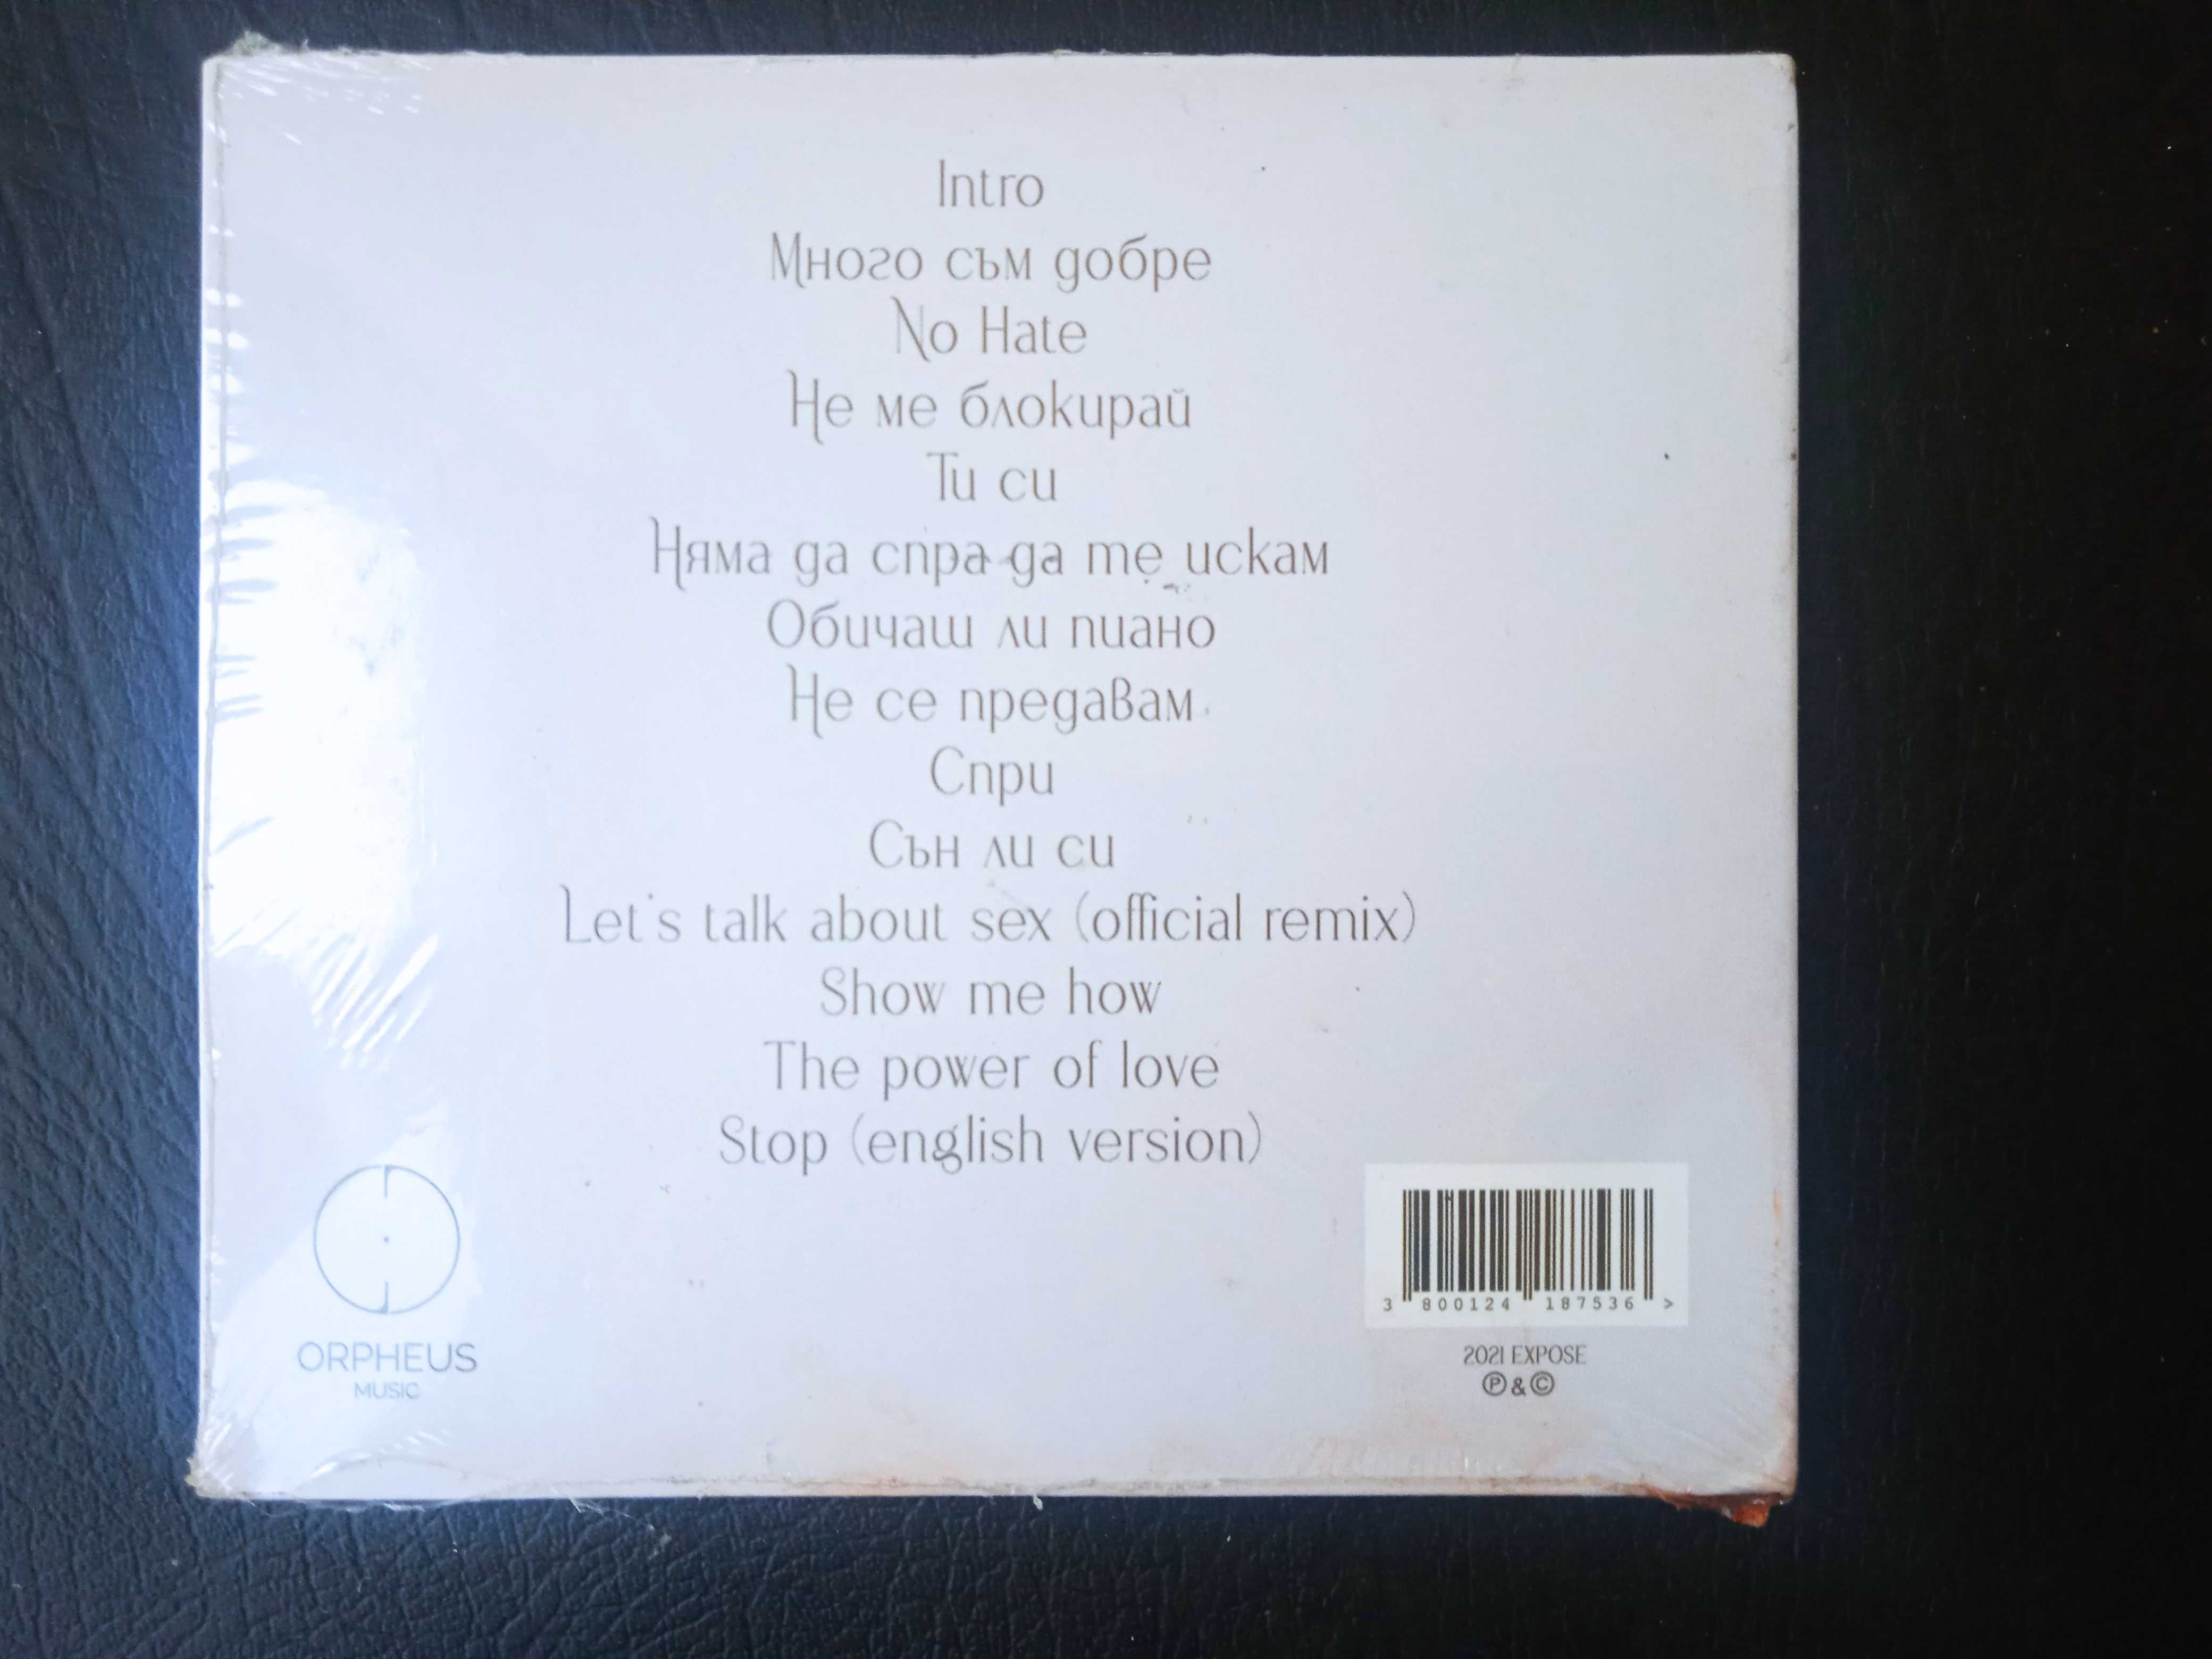 Intro
Много съм добре
No Hate
Не ме блокирай
Ти си
Няма да спра да те искам
Обичаш ли пиано
Не се предавам
Спри
Сън ли си
Let's talk about sex (official remix)
Show me how
The power of love
Stop (english version)
ORPHEUS
MUSIC
3 800124 187536 >
2021 EXPOSE
Ⓟ & Ⓒ